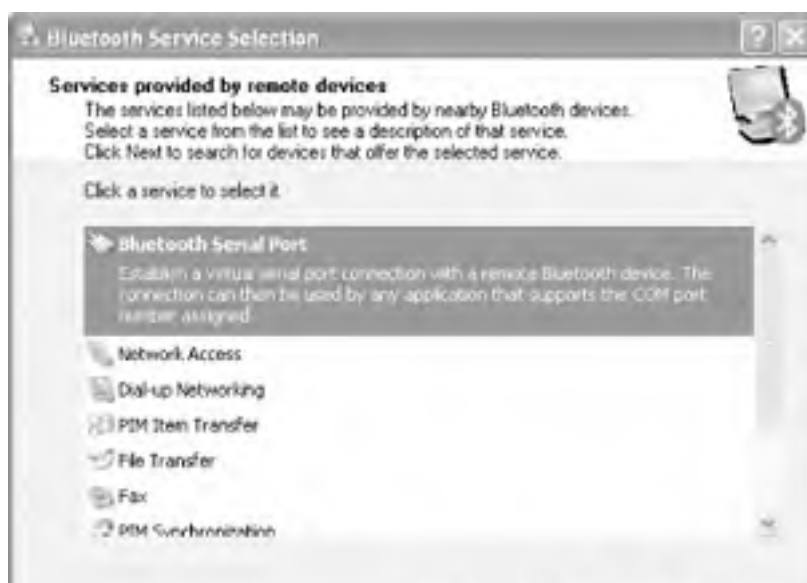 Bluetooth Service Selection
Services provided by remote devices
The services listed below may be provided by nearby Bluetooth devices.
Select a service from the list to see a description of that service.
Click Next to search for devices that offer the selected service.
Click a service to select it.
Bluetooth Serial Port
Establish a virtual serial port connection with a remote Bluetooth device. The
connection can then be used by any application that supports the COM port
number assigned.
Network Access
Dial-up Networking
PIM Item Transfer
File Transfer
Fax
PIM Synchronization